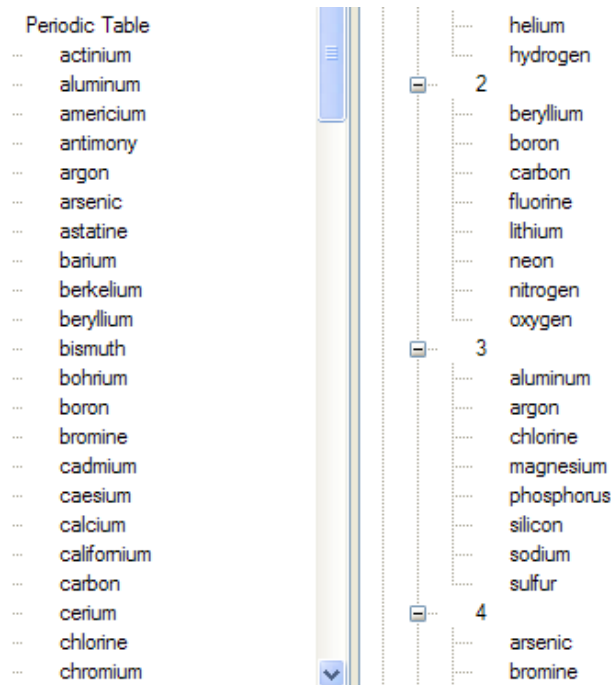 Periodic Table
actinium
aluminum
americium
antimony
argon
arsenic
astatine
barium
berkelium
beryllium
bismuth
bohrium
boron
bromine
cadmium
caesium
calcium
californium
carbon
cerium
chlorine
chromium
helium
hydrogen
2
beryllium
boron
carbon
fluorine
lithium
neon
nitrogen
oxygen
3
aluminum
argon
chlorine
magnesium
phosphorus
silicon
sodium
sulfur
4
arsenic
bromine